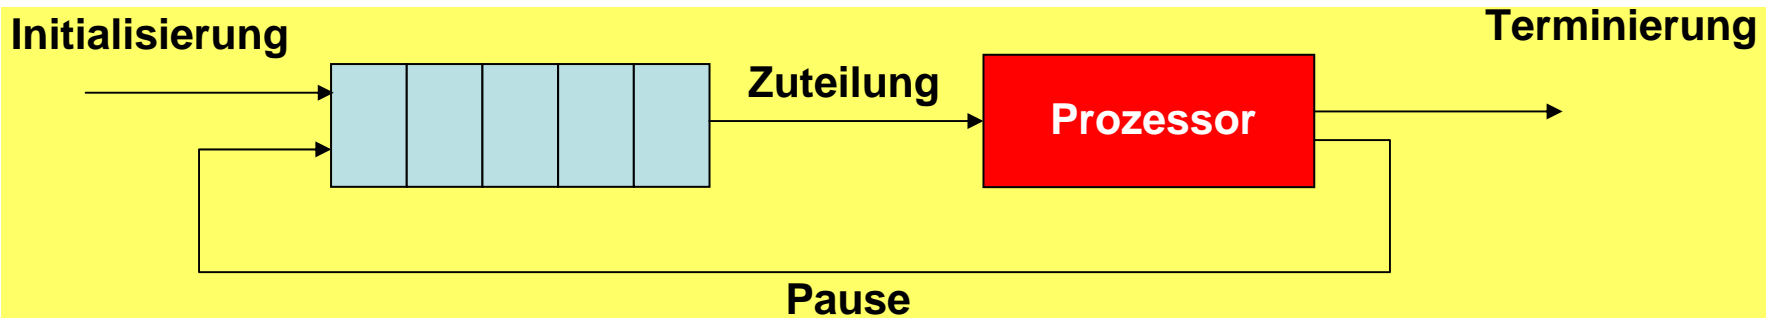 Initialisierung
Terminierung
Zuteilung
Prozessor
Pause